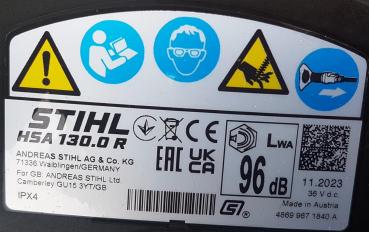 STIHL
HSA 130.0 R
ANDREAS STIHL AG & Co. KG
71336 Waiblingen/GERMANY
For GB: ANDREAS STIHL Ltd
Camberley GU15 3YT/GB
IPX4
CE
EAC
UK
CA
LWA
96 dB
11.2023
36 V d.c.
Made in Austria
4869 967 1840 A